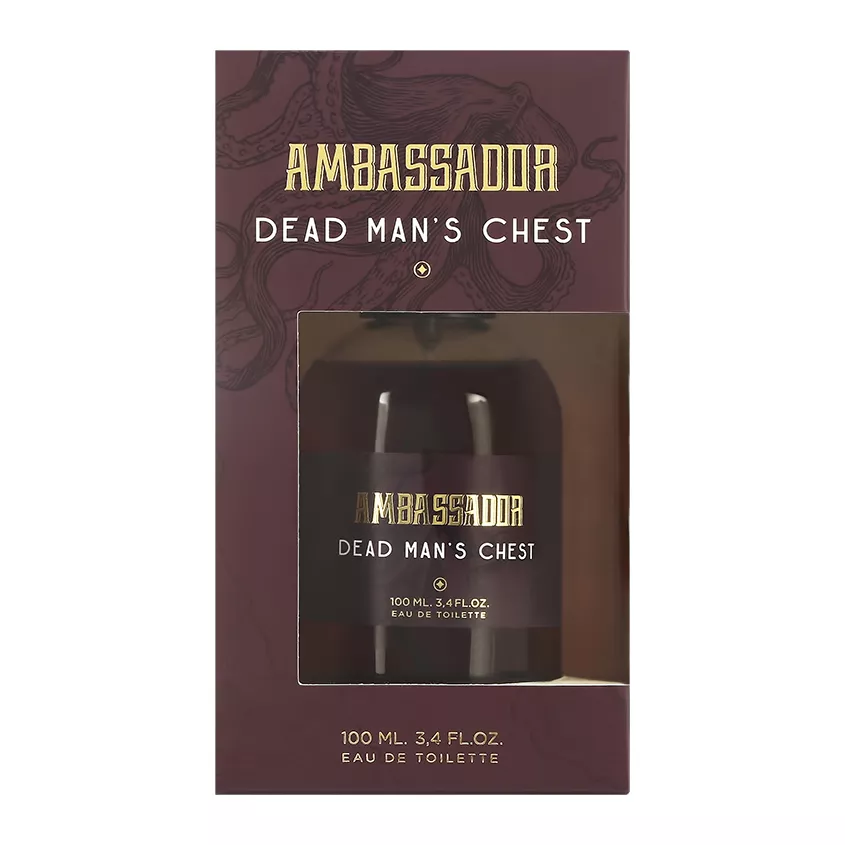 AMBASSADOR
DEAD MAN'S CHEST
AMBASSADOR
DEAD MAN'S CHEST
100 ML. 3,4 FL.OZ.
EAU DE TOILETTE
100 ML. 3,4 FL.OZ.
EAU DE TOILETTE